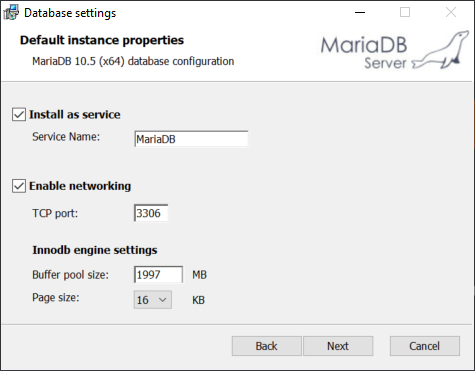 Database settings
Default instance properties
MariaDB 10.5 (x64) database configuration
MariaDB
Server
Install as service
Service Name: MariaDB
Enable networking
TCP port: 3306
Innodb engine settings
Buffer pool size: 1997 MB
Page size: 16 KB
Back Next Cancel